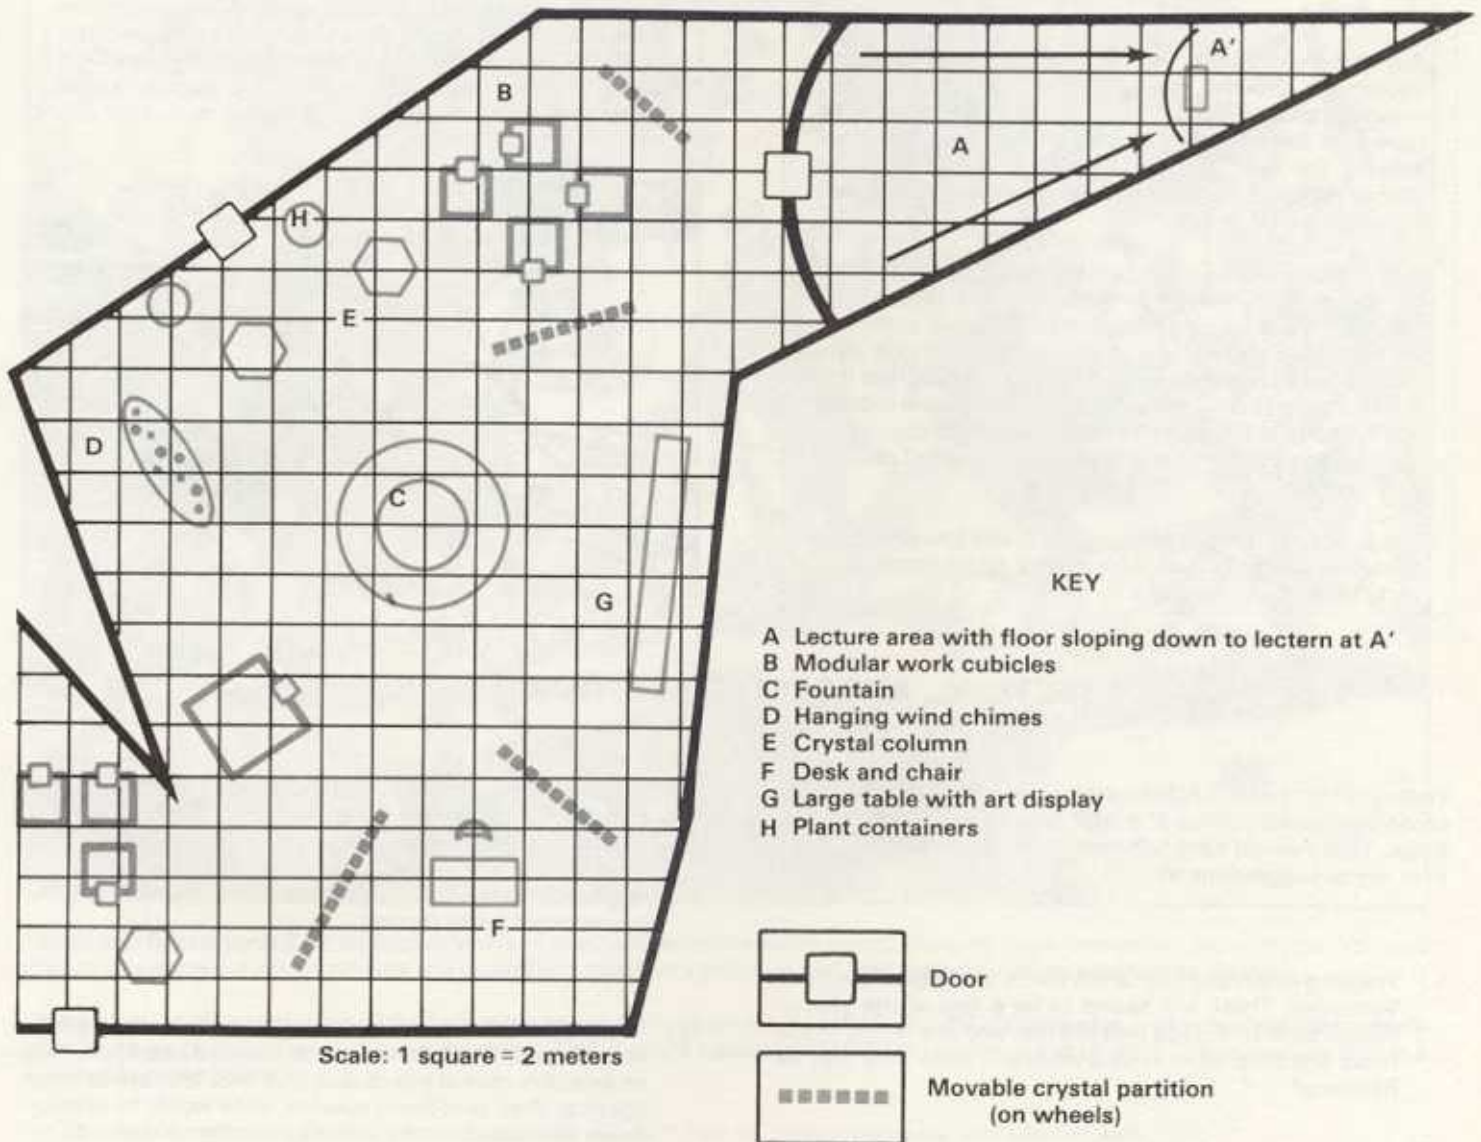 A'
B
A
H
E
D
C
G
KEY
A Lecture area with floor sloping down to lectern at A'
B Modular work cubicles
C Fountain
D Hanging wind chimes
E Crystal column
F Desk and chair
G Large table with art display
H Plant containers
F
Door
Scale: 1 square = 2 meters
Movable crystal partition
(on wheels)